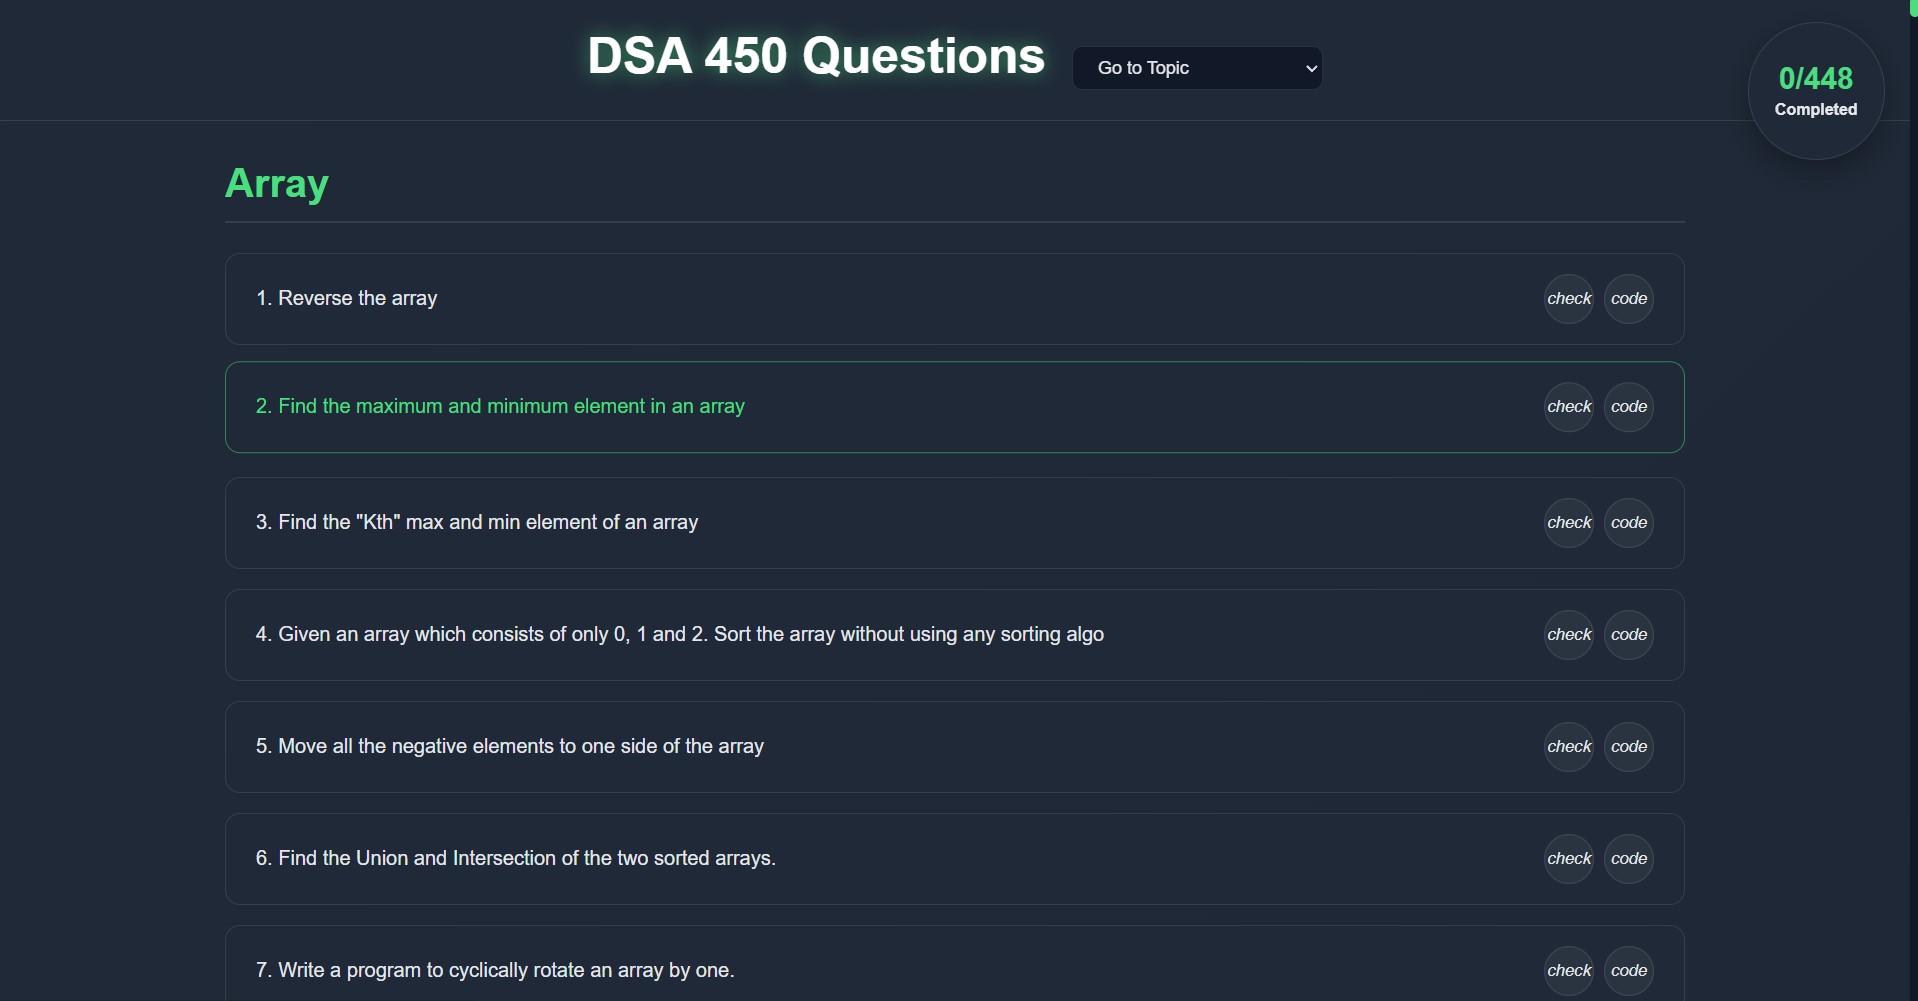 DSA 450 Questions
Go to Topic
0/448
Completed
Array
1. Reverse the array
check
code
2. Find the maximum and minimum element in an array
check
code
3. Find the "Kth" max and min element of an array
check
code
4. Given an array which consists of only 0, 1 and 2. Sort the array without using any sorting algo
check
code
5. Move all the negative elements to one side of the array
check
code
6. Find the Union and Intersection of the two sorted arrays.
check
code
7. Write a program to cyclically rotate an array by one.
check
code